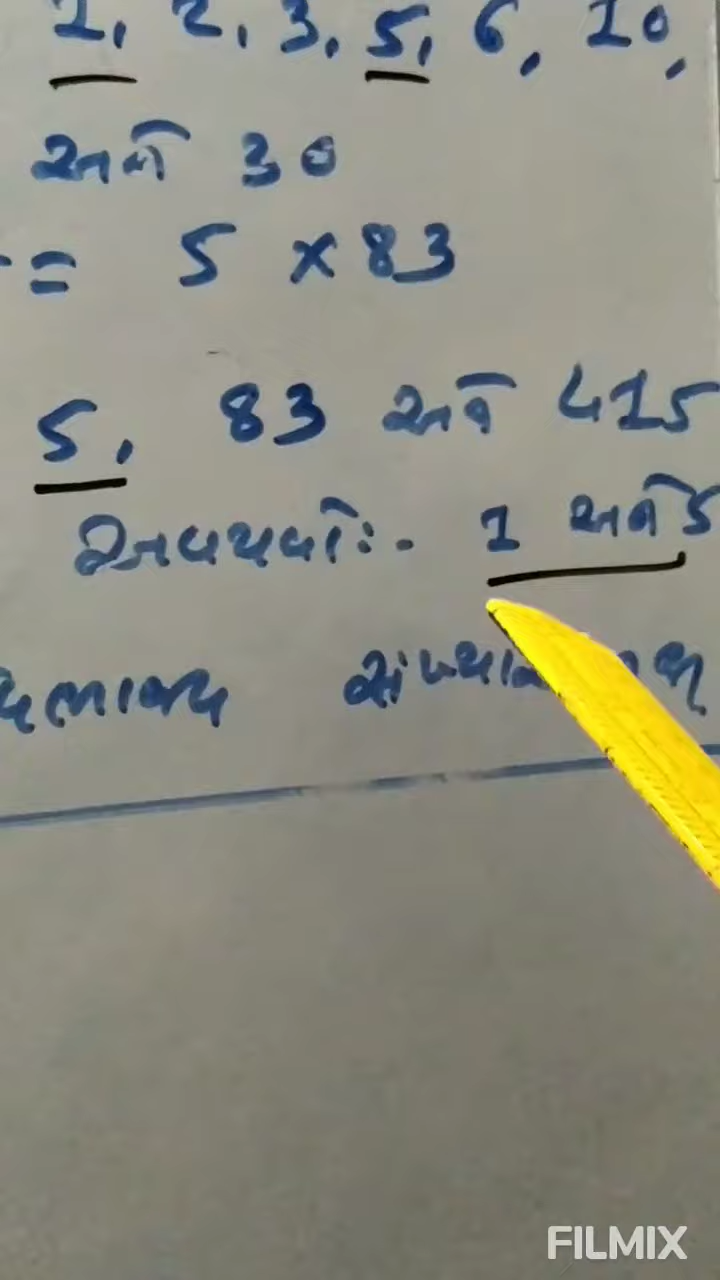 1, 2, 3, 5, 6, 10,
અને 30
= 5 × 83
5, 83 અને 415
અવયવો:- 1 અને 5
FILMIX